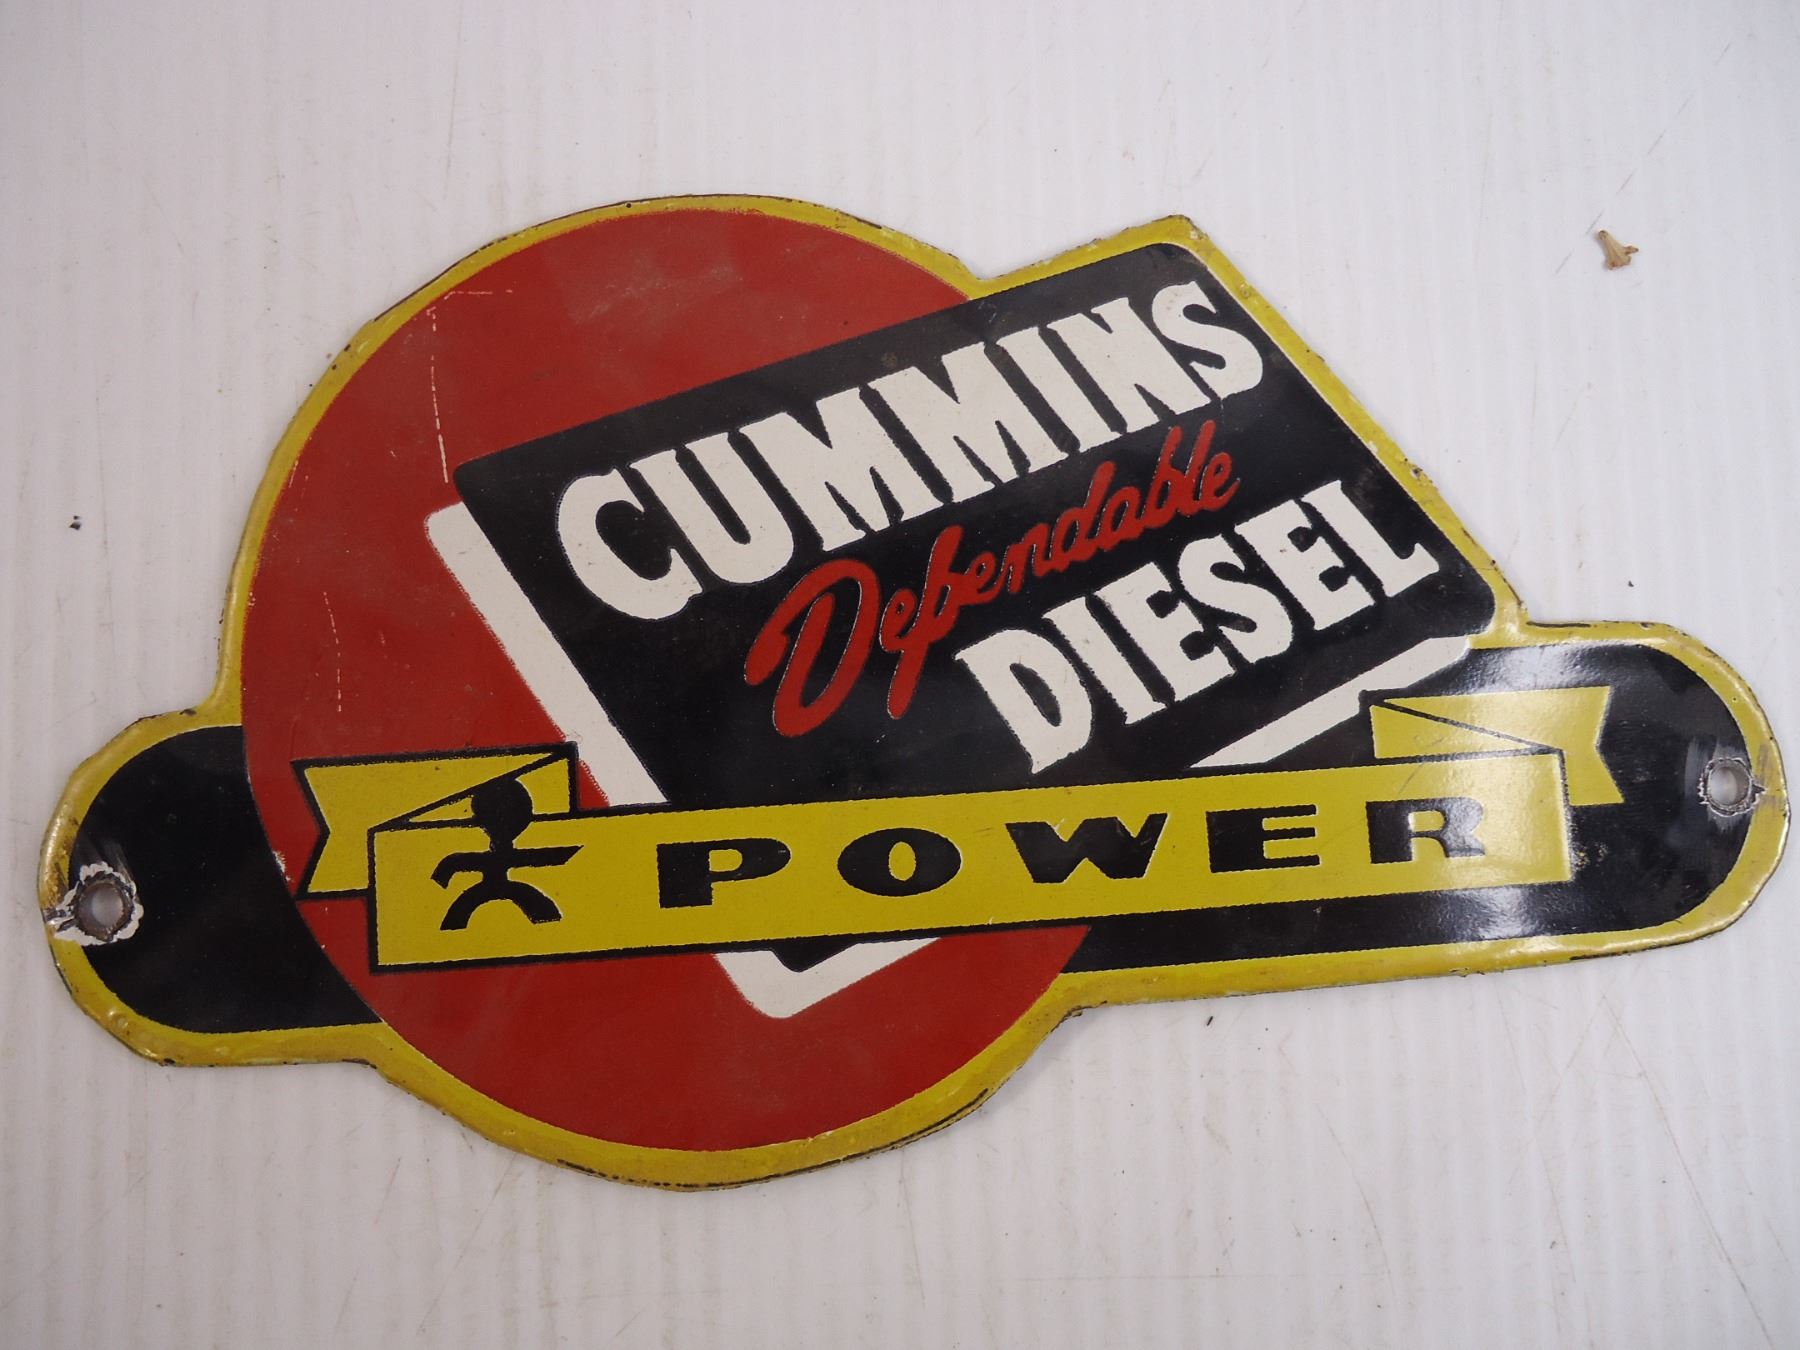 CUMMINS
Dependable
DIESEL
POWER